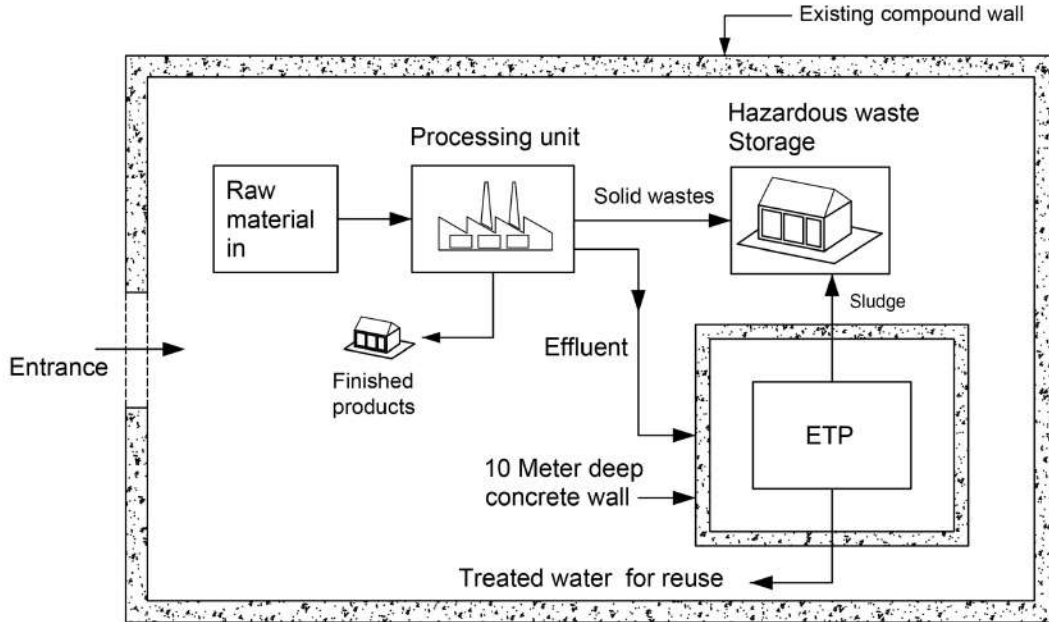 Existing compound wall
Hazardous waste
Storage
Processing unit
Raw
material
in
Solid wastes
Sludge
Entrance
Finished
products
Effluent
ETP
10 Meter deep
concrete wall
Treated water for reuse